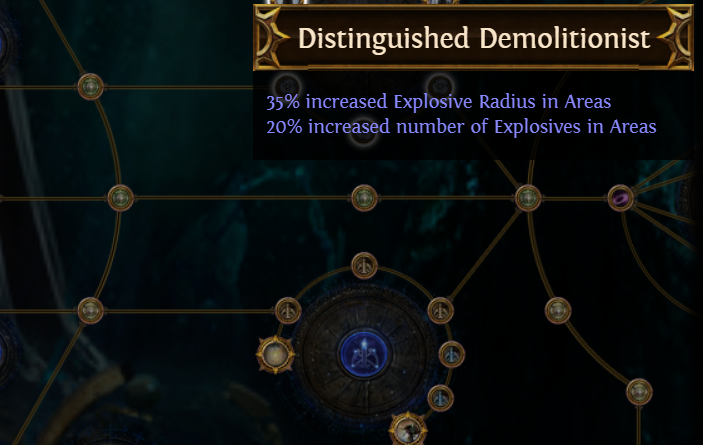 Distinguished Demolitionist
35% increased Explosive Radius in Areas
20% increased number of Explosives in Areas